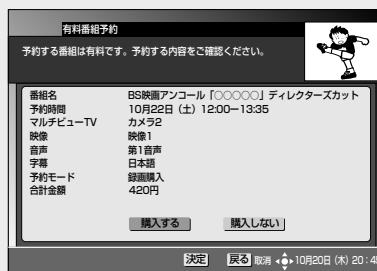 有料番組予約
予約する番組は有料です。予約する内容をご確認ください。
番組名 BS映画アンコール「○○○○○」ディレクターズカット
予約時間 10月22日（土）12:00ー13:35
マルチビューTV カメラ2
映像 映像1
音声 第1音声
字幕 日本語
予約モード 録画購入
合計金額 420円
購入する 購入しない
決定 戻る 取消 10月20日（木）20：45